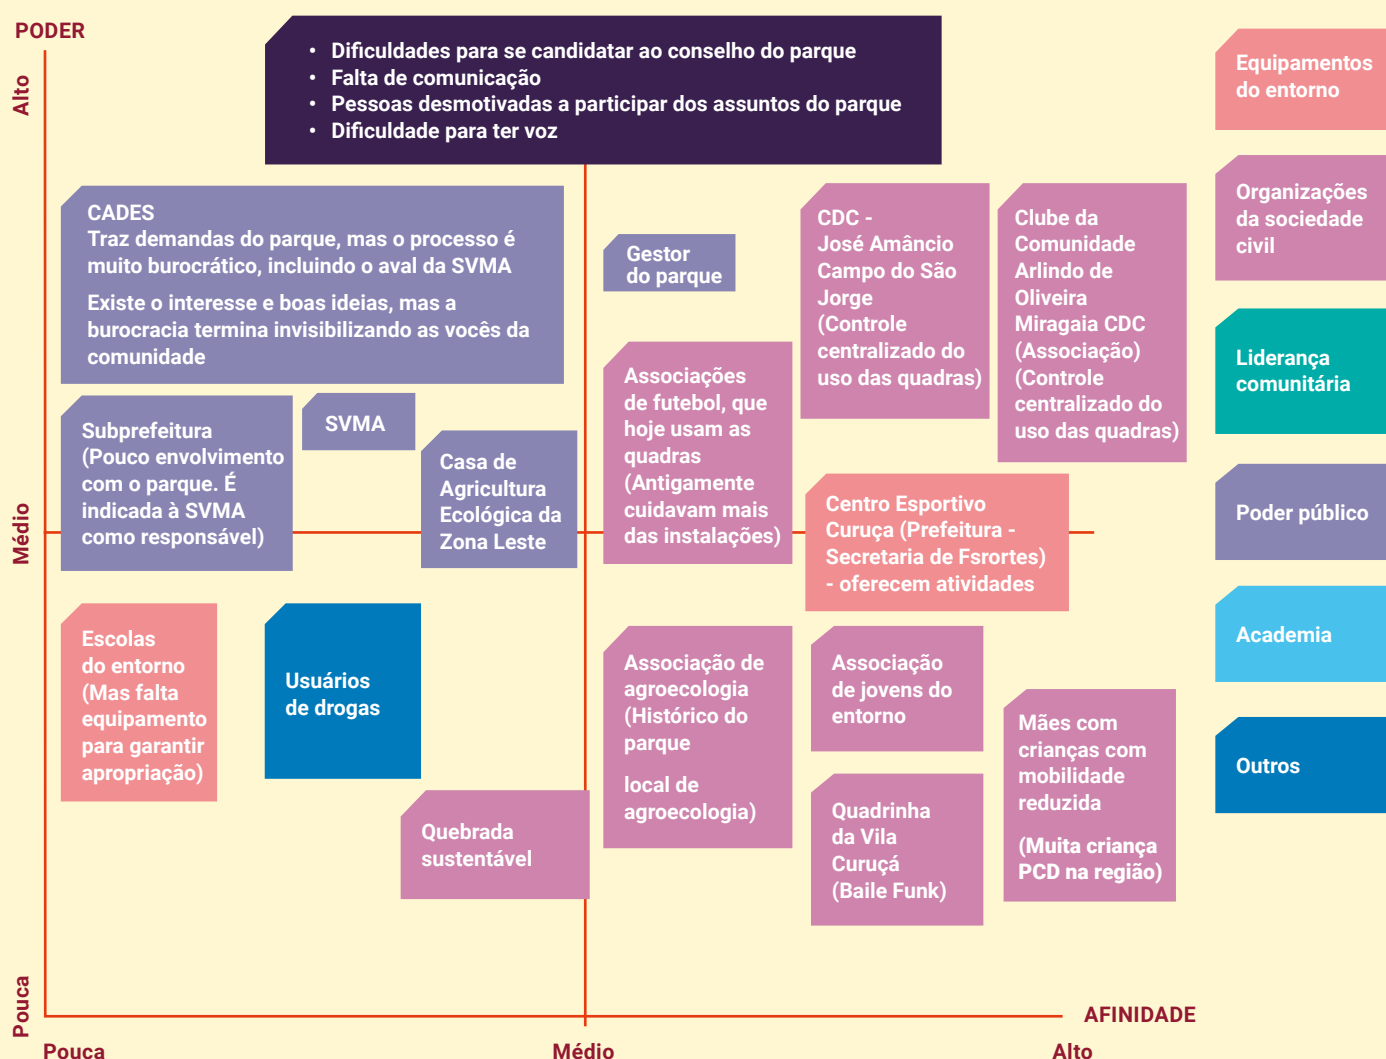 PODER
Alto
• Dificuldades para se candidatar ao conselho do parque
• Falta de comunicação
• Pessoas desmotivadas a participar dos assuntos do parque
• Dificuldade para ter voz
CADES
Traz demandas do parque, mas o processo é
muito burocrático, incluindo o aval da SVMA
Existe o interesse e boas ideias, mas a
burocracia termina invisibilizando as vocês da
comunidade
Gestor
do parque
CDC -
José Amâncio
Campo do São
Jorge
(Controle
centralizado do
uso das quadras)
Clube da
Comunidade
Arlindo de
Oliveira
Miragaia CDC
(Associação)
(Controle
centralizado do
uso das quadras)
Subprefeitura
(Pouco envolvimento
com o parque. É
indicada à SVMA
como responsável)
SVMA
Casa de
Agricultura
Ecológica da
Zona Leste
Associações
de futebol, que
hoje usam as
quadras
(Antigamente
cuidavam mais
das instalações)
Centro Esportivo
Curuça (Prefeitura -
Secretaria de Fsrortes)
- oferecem atividades
Médio
Escolas
do entorno
(Mas falta
equipamento
para garantir
apropriação)
Usuários
de drogas
Quebrada
sustentável
Associação de
agroecologia
(Histórico do
parque
local de
agroecologia)
Associação
de jovens do
entorno
Quadrinha
da Vila
Curuçá
(Baile Funk)
Mães com
crianças com
mobilidade
reduzida
(Muita criança
PCD na região)
Pouca
AFINIDADE
Pouca
Médio
Alto
Equipamentos
do entorno
Organizações
da sociedade
civil
Liderança
comunitária
Poder público
Academia
Outros